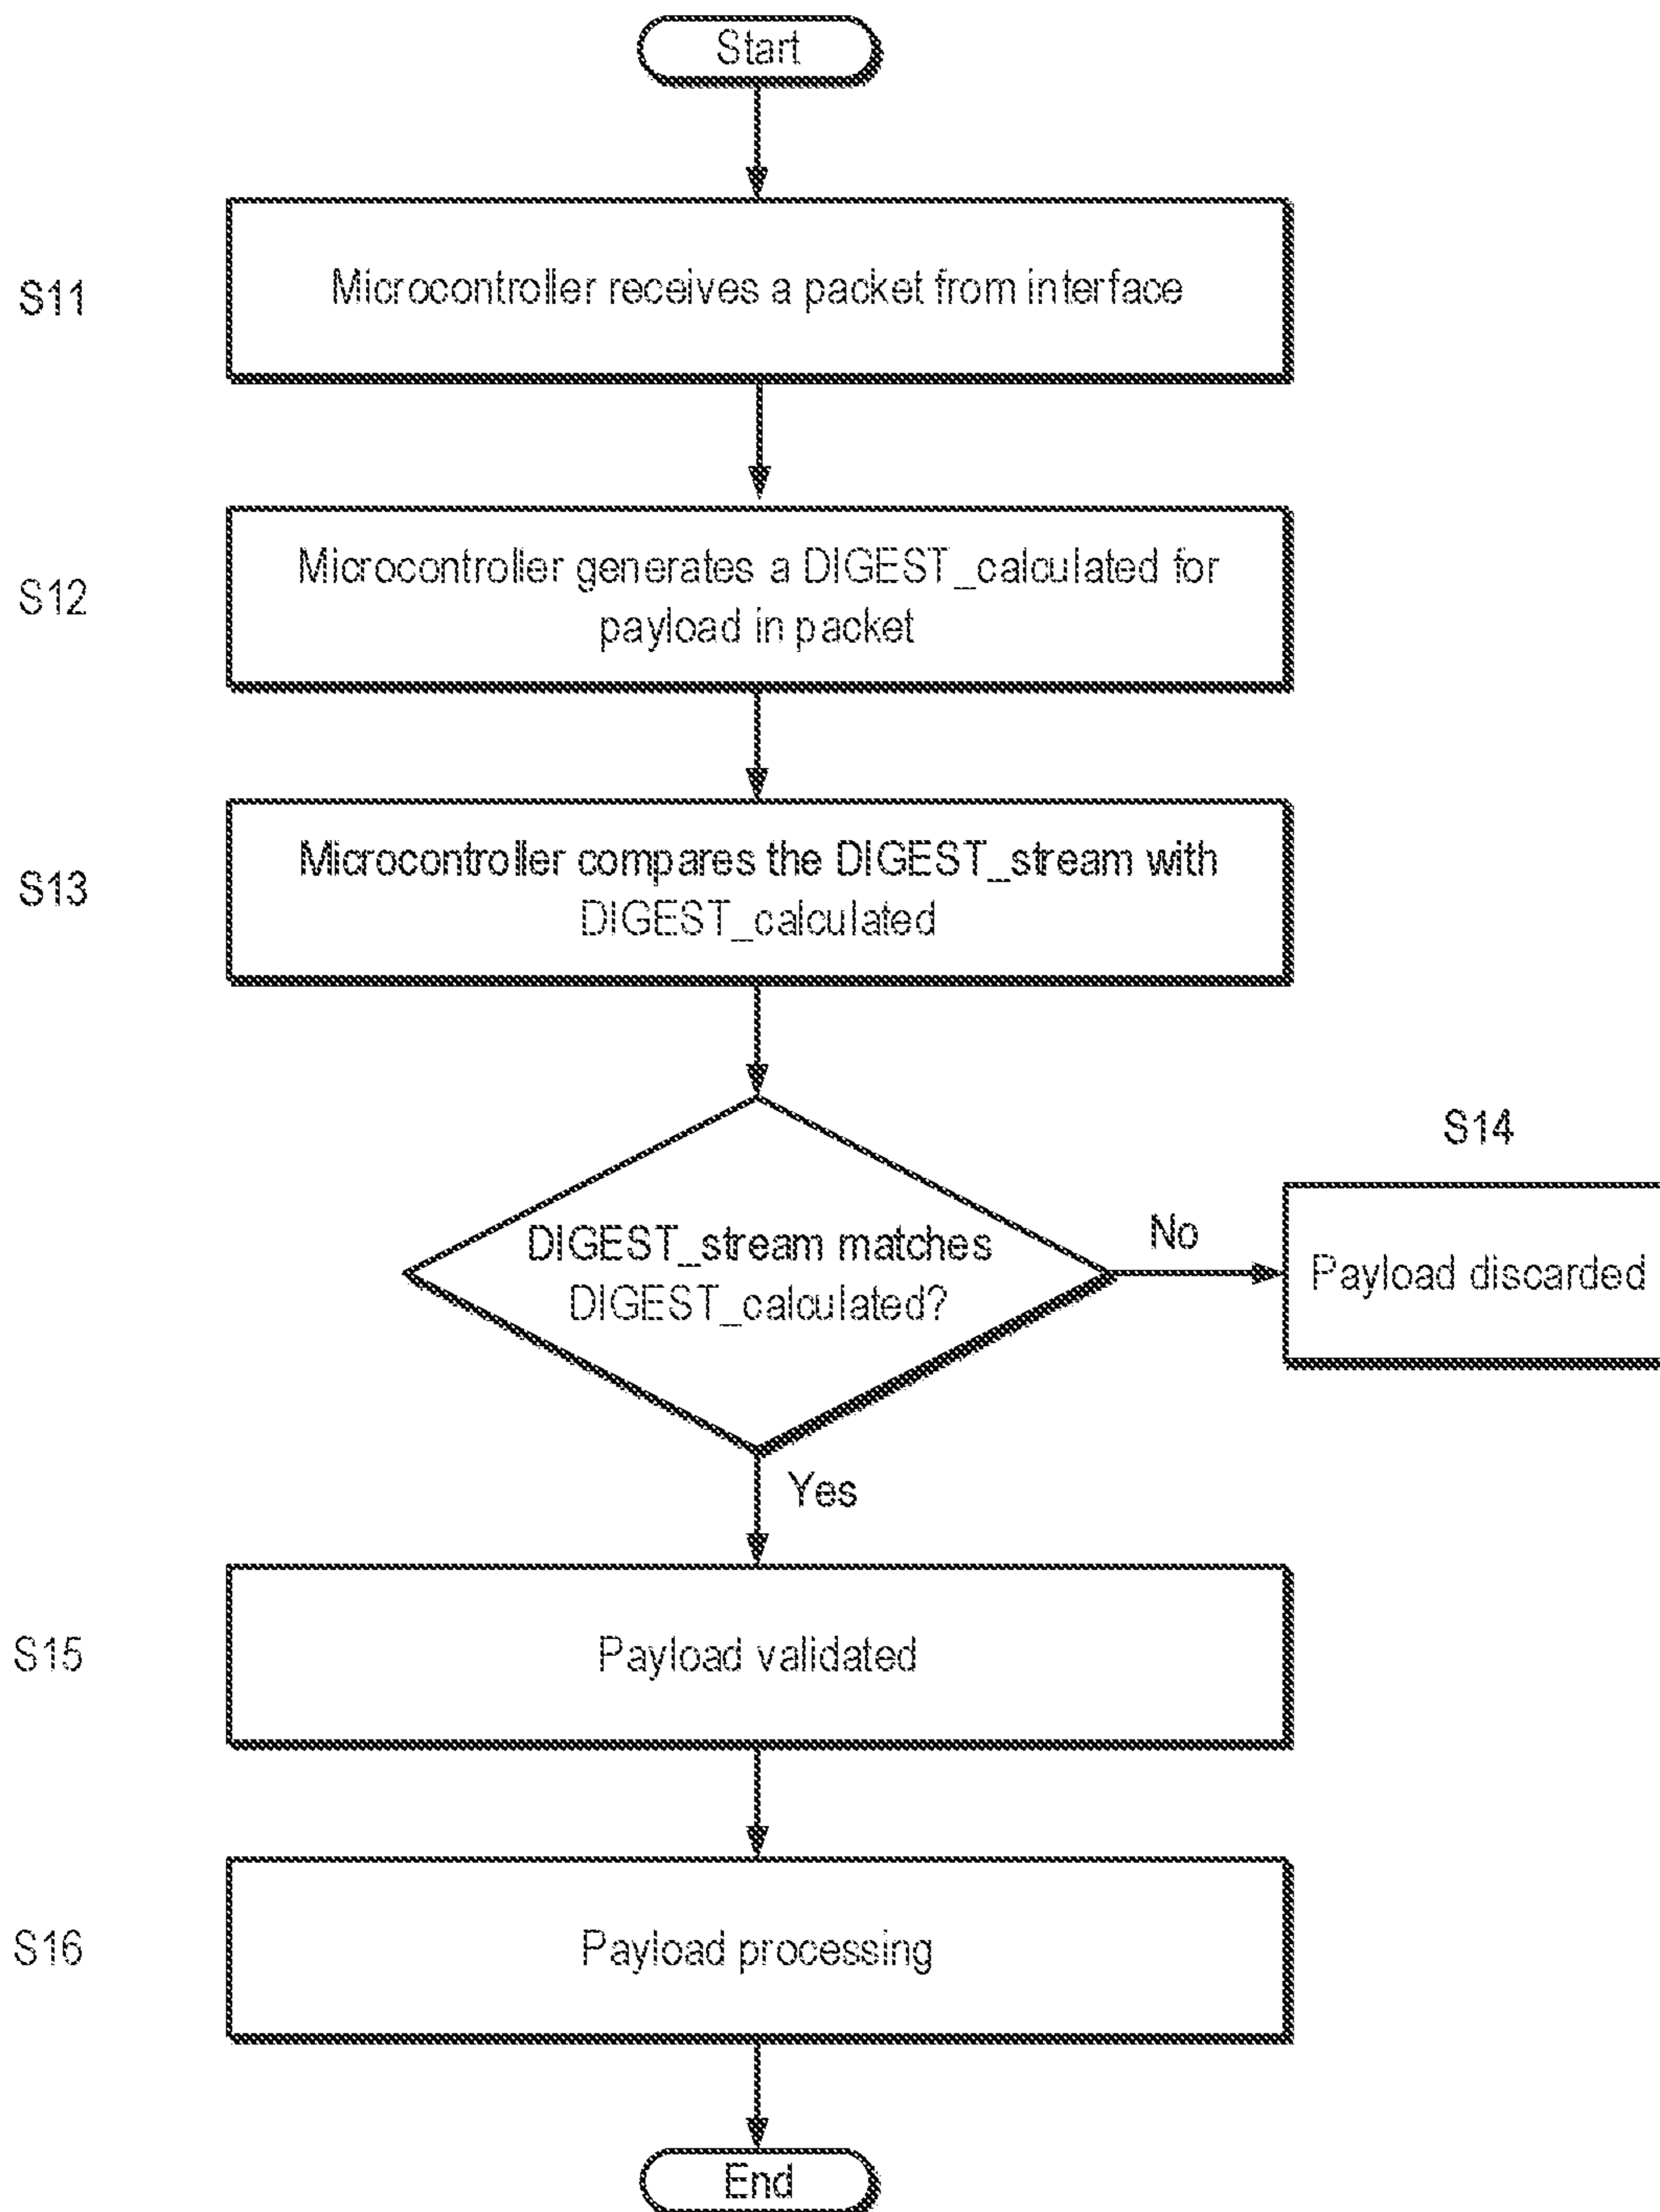 Start
S11
Microcontroller receives a packet from interface
S12
Microcontroller generates a DIGEST_calculated for
payload in packet
S13
Microcontroller compares the DIGEST_stream with
DIGEST_calculated
S14
DIGEST_stream matches
DIGEST_calculated?
No
Payload discarded
Yes
S15
Payload validated
S16
Payload processing
End